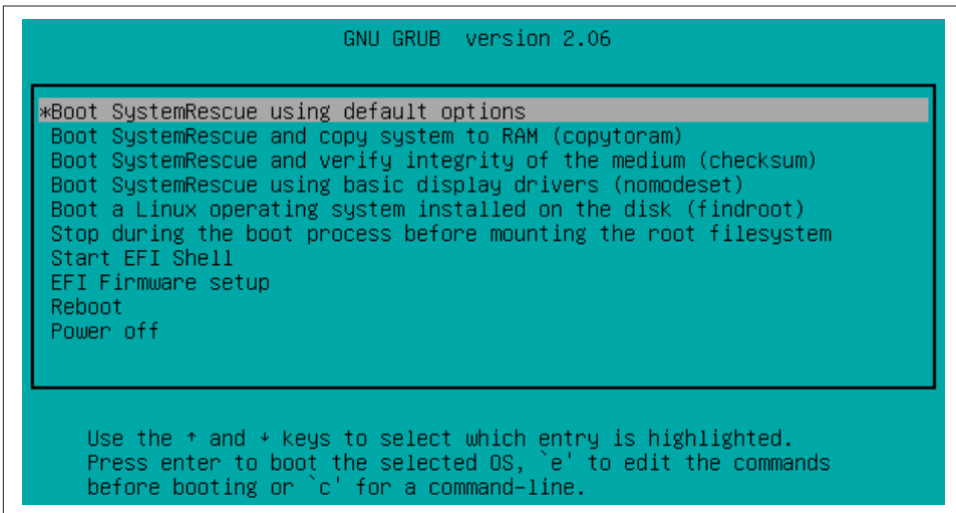 GNU GRUB version 2.06
*Boot SystemRescue using default options
Boot SystemRescue and copy system to RAM (copytoram)
Boot SystemRescue and verify integrity of the medium (checksum)
Boot SystemRescue using basic display drivers (nomodeset)
Boot a Linux operating system installed on the disk (findroot)
Stop during the boot process before mounting the root filesystem
Start EFI Shell
EFI Firmware setup
Reboot
Power off
Use the ↑ and ↓ keys to select which entry is highlighted.
Press enter to boot the selected OS, `e' to edit the commands
before booting or `c' for a command-line.